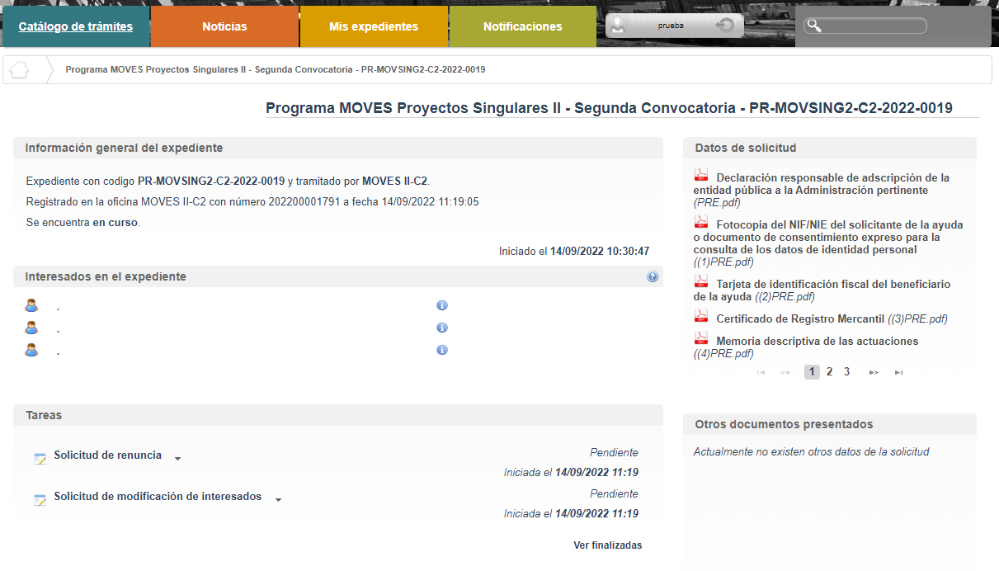 Catálogo de trámites
Noticias
Mis expedientes
Notificaciones
prueba
Programa MOVES Proyectos Singulares II - Segunda Convocatoria - PR-MOVSING2-C2-2022-0019
Programa MOVES Proyectos Singulares II - Segunda Convocatoria - PR-MOVSING2-C2-2022-0019
Información general del expediente
Expediente con codigo PR-MOVSING2-C2-2022-0019 y tramitado por MOVES II-C2.
Registrado en la oficina MOVES II-C2 con número 202200001791 a fecha 14/09/2022 11:19:05
Se encuentra en curso.
Iniciado el 14/09/2022 10:30:47
Interesados en el expediente
.
.
.
Tareas
Solicitud de renuncia
Pendiente
Iniciada el 14/09/2022 11:19
Solicitud de modificación de interesados
Pendiente
Iniciada el 14/09/2022 11:19
Ver finalizadas
Datos de solicitud
Declaración responsable de adscripción de la
entidad pública a la Administración pertinente
(PRE.pdf)
Fotocopia del NIF/NIE del solicitante de la ayuda
o documento de consentimiento expreso para la
consulta de los datos de identidad personal
((1)PRE.pdf)
Tarjeta de identificación fiscal del beneficiario
de la ayuda ((2)PRE.pdf)
Certificado de Registro Mercantil ((3)PRE.pdf)
Memoria descriptiva de las actuaciones
((4)PRE.pdf)
1 2 3
Otros documentos presentados
Actualmente no existen otros datos de la solicitud